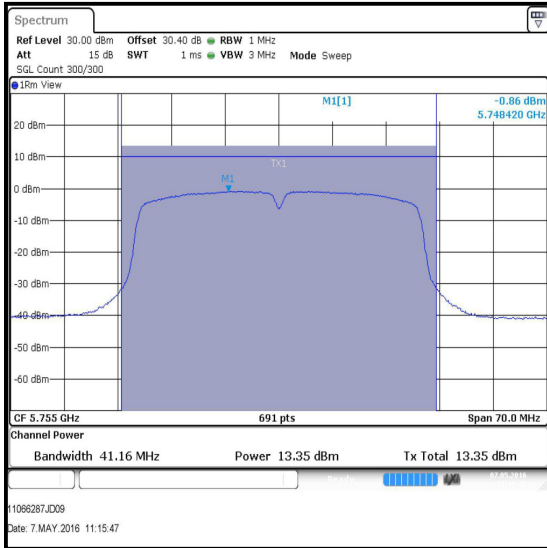 Spectrum
Ref Level 30.00 dBm Offset 30.40 dB RBW 1 MHz
Att 15 dB SWT 1 ms VBW 3 MHz Mode Sweep
SGL Count 300/300
1Rm View
M1[1] -0.86 dBm
5.748420 GHz
20 dBm
10 dBm
TX1
M1
0 dBm
-10 dBm
-20 dBm
-30 dBm
-40 dBm
-50 dBm
-60 dBm
CF 5.755 GHz 691 pts Span 70.0 MHz
Channel Power
Bandwidth 41.16 MHz Power 13.35 dBm Tx Total 13.35 dBm
Ready 07.05.2016
11066287JD09
Date: 7.MAY.2016 11:15:47